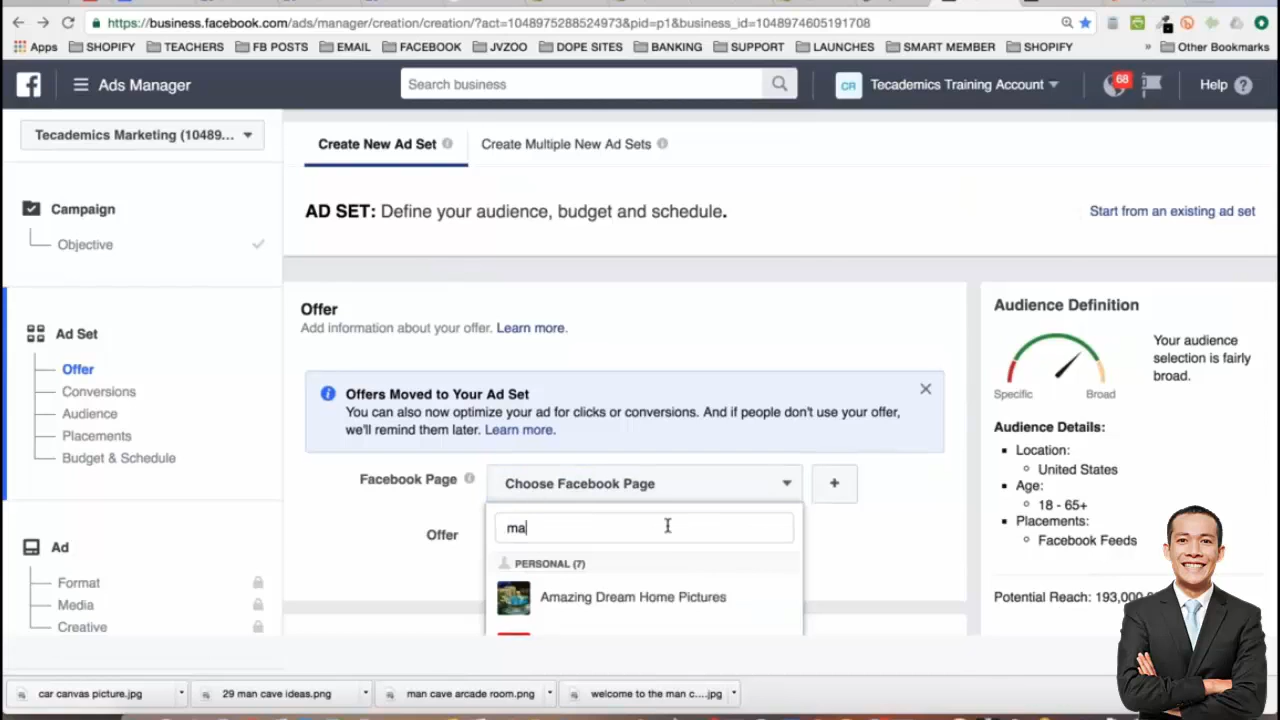 https://business.facebook.com/ads/manager/creation/creation/?act=1048975288524973&pid=p1&business_id=1048974605191708
Apps SHOPIFY TEACHERS FB POSTS EMAIL FACEBOOK JVZOO DOPE SITES BANKING SUPPORT LAUNCHES SMART MEMBER SHOPIFY » Other Bookmarks
Ads Manager
Search business
CR Tecademics Training Account
68
Help
Tecademics Marketing (10489...
Create New Ad Set
Create Multiple New Ad Sets
Campaign
Objective
AD SET: Define your audience, budget and schedule.
Start from an existing ad set
Ad Set
Offer
Conversions
Audience
Placements
Budget & Schedule
Ad
Format
Media
Creative
Offer
Add information about your offer. Learn more.
Offers Moved to Your Ad Set
You can also now optimize your ad for clicks or conversions. And if people don't use your offer,
we'll remind them later. Learn more.
Facebook Page
Choose Facebook Page
+
Offer
ma
PERSONAL (7)
Amazing Dream Home Pictures
Audience Definition
Your audience
selection is fairly
broad.
Specific
Broad
Audience Details:
Location:
United States
Age:
18 - 65+
Placements:
Facebook Feeds
Potential Reach: 193,000,0
car canvas picture.jpg
29 man cave ideas.png
man cave arcade room.png
welcome to the man c....jpg